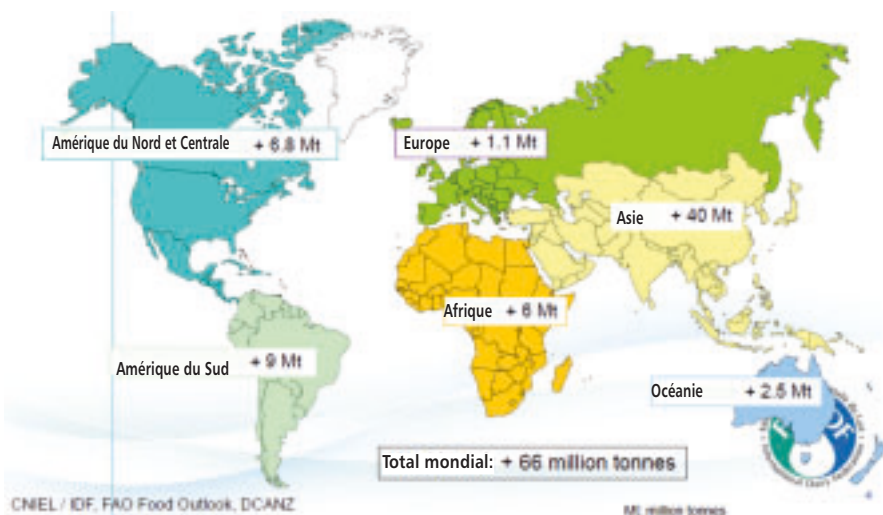 Amérique du Nord et Centrale + 6.8 Mt
Europe + 1.1 Mt
Asie + 40 Mt
Afrique + 6 Mt
Amérique du Sud + 9 Mt
Océanie + 2.5 Mt
Total mondial: + 66 million tonnes
CNIEL / IDF, FAO Food Outlook, DCANZ
Mt: million tonnes